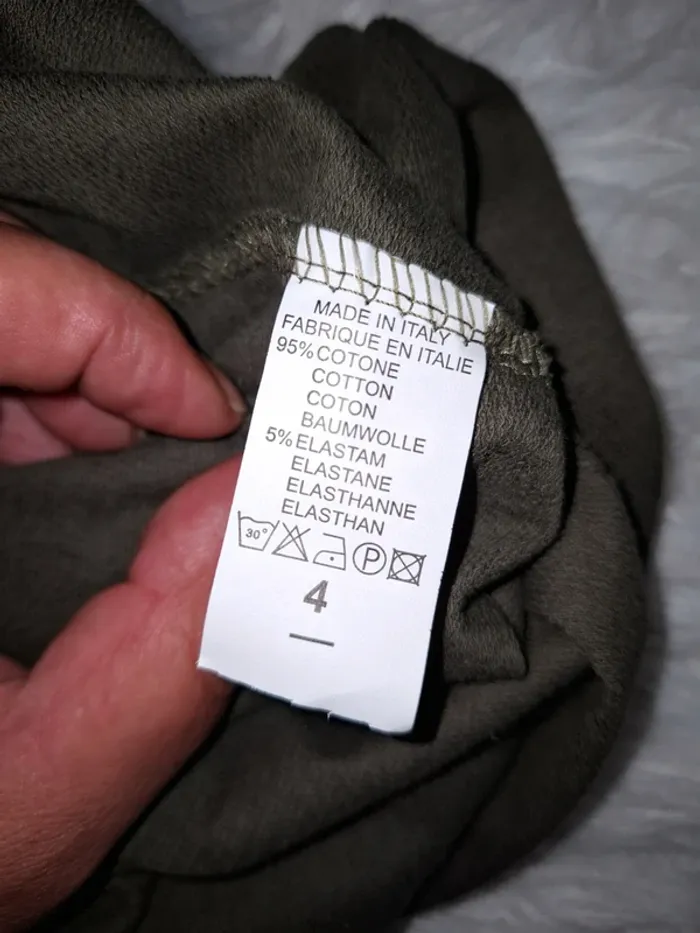 MADE IN ITALY
FABRIQUE EN ITALIE
95% COTONE
COTTON
COTON
BAUMWOLLE
5% ELASTAM
ELASTANE
ELASTHANNE
ELASTHAN
30° P
4